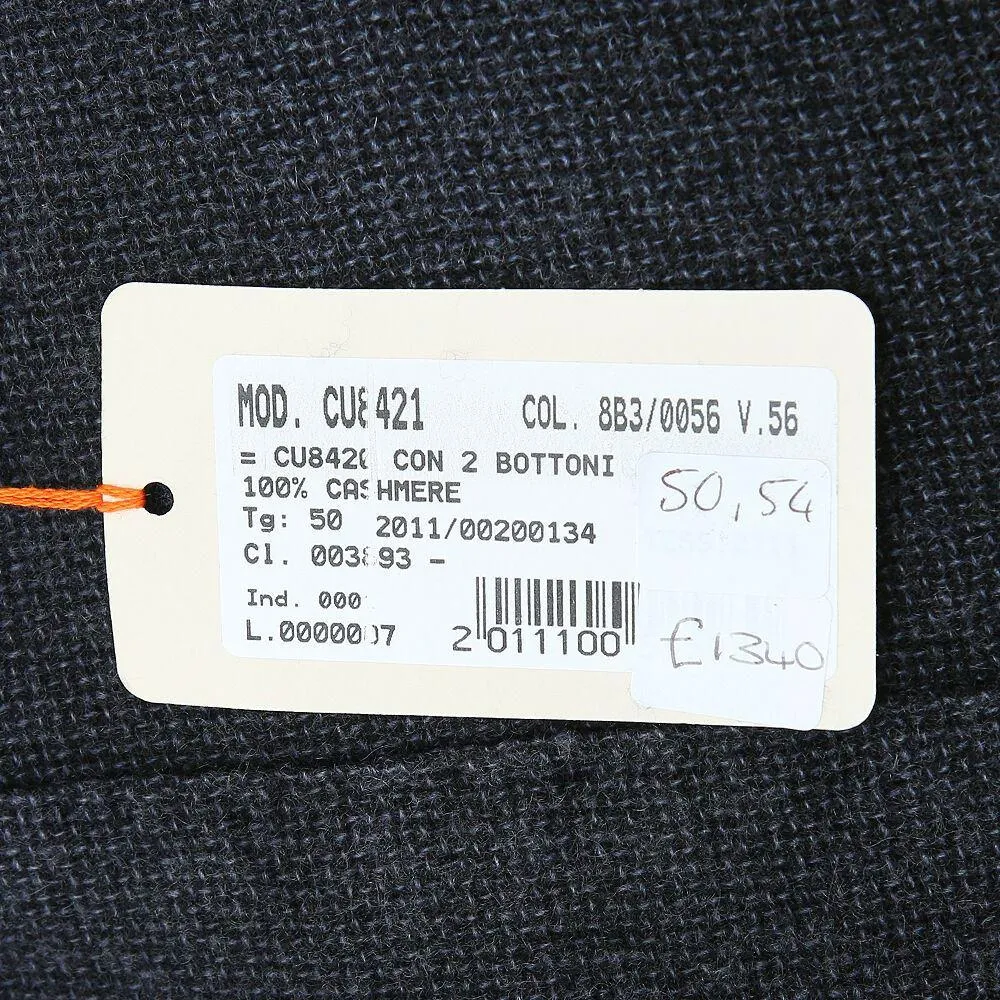 MOD. CU8421 COL. 8B3/0056 V.56
= CU8420 CON 2 BOTTONI
100% CASHMERE
50,54
Tg: 50 2011/00200134
Cl. 003893 -
Ind. 000
L.0000007
2 011100
£1340